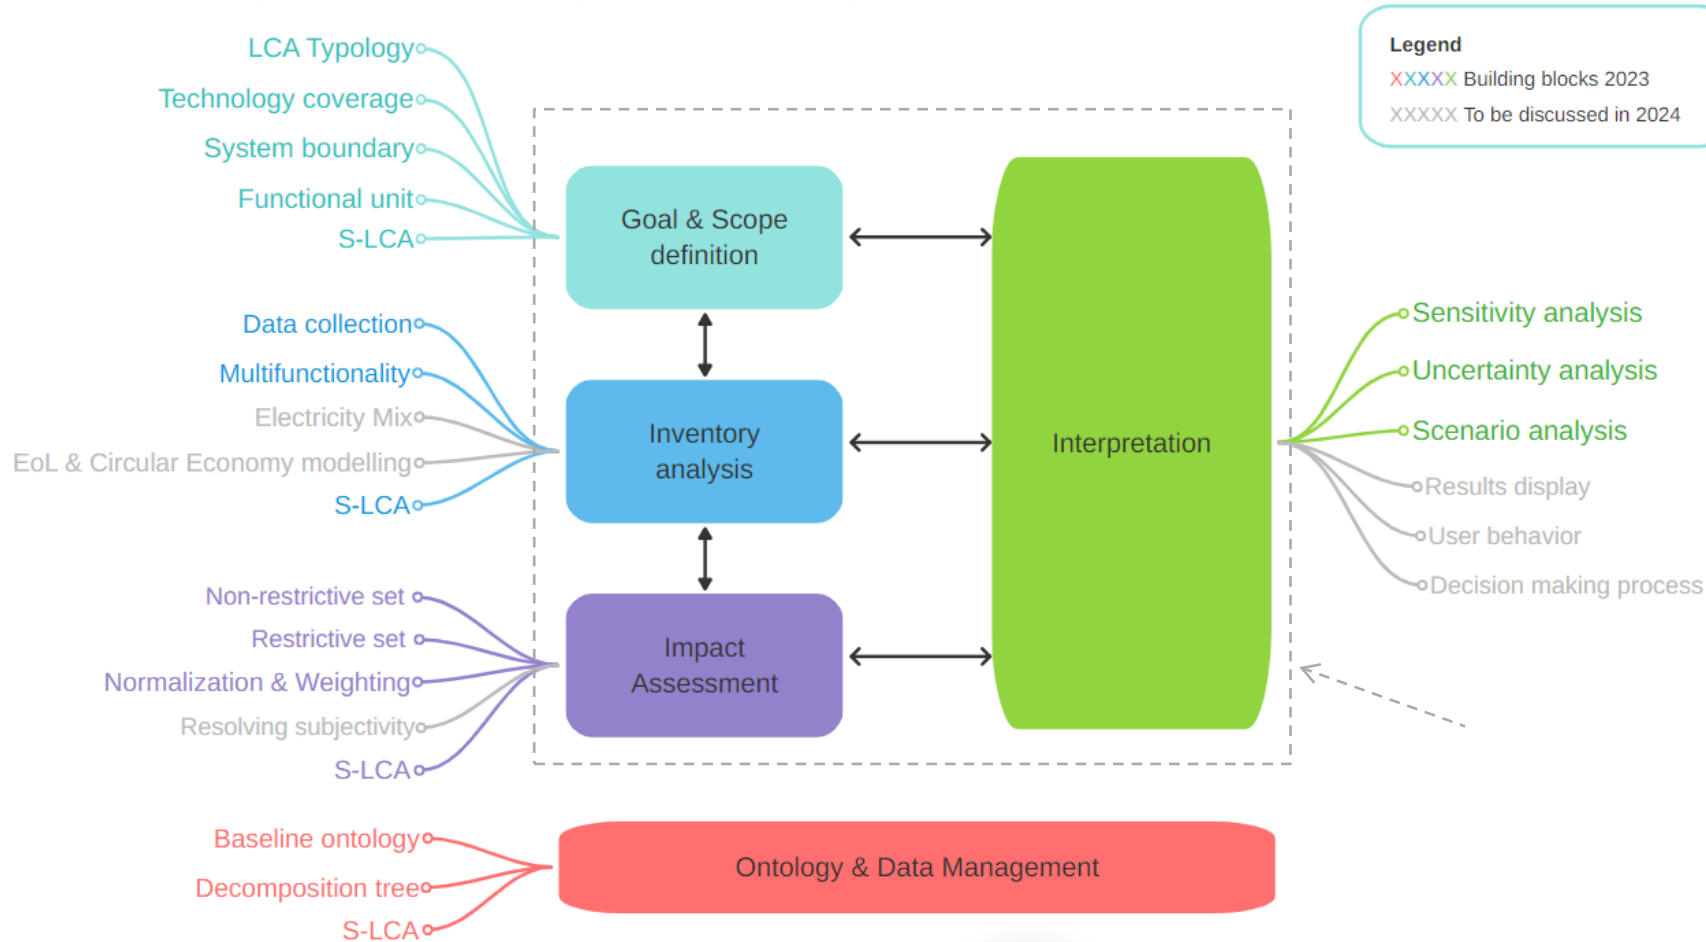 LCA Typology
Technology coverage
System boundary
Functional unit
S-LCA
Data collection
Multifunctionality
Electricity Mix
EoL & Circular Economy modelling
S-LCA
Non-restrictive set
Restrictive set
Normalization & Weighting
Resolving subjectivity
S-LCA
Baseline ontology
Decomposition tree
S-LCA
Goal & Scope
definition
Inventory
analysis
Impact
Assessment
Interpretation
Ontology & Data Management
Legend
XXXXX Building blocks 2023
XXXXX To be discussed in 2024
Sensitivity analysis
Uncertainty analysis
Scenario analysis
Results display
User behavior
Decision making process